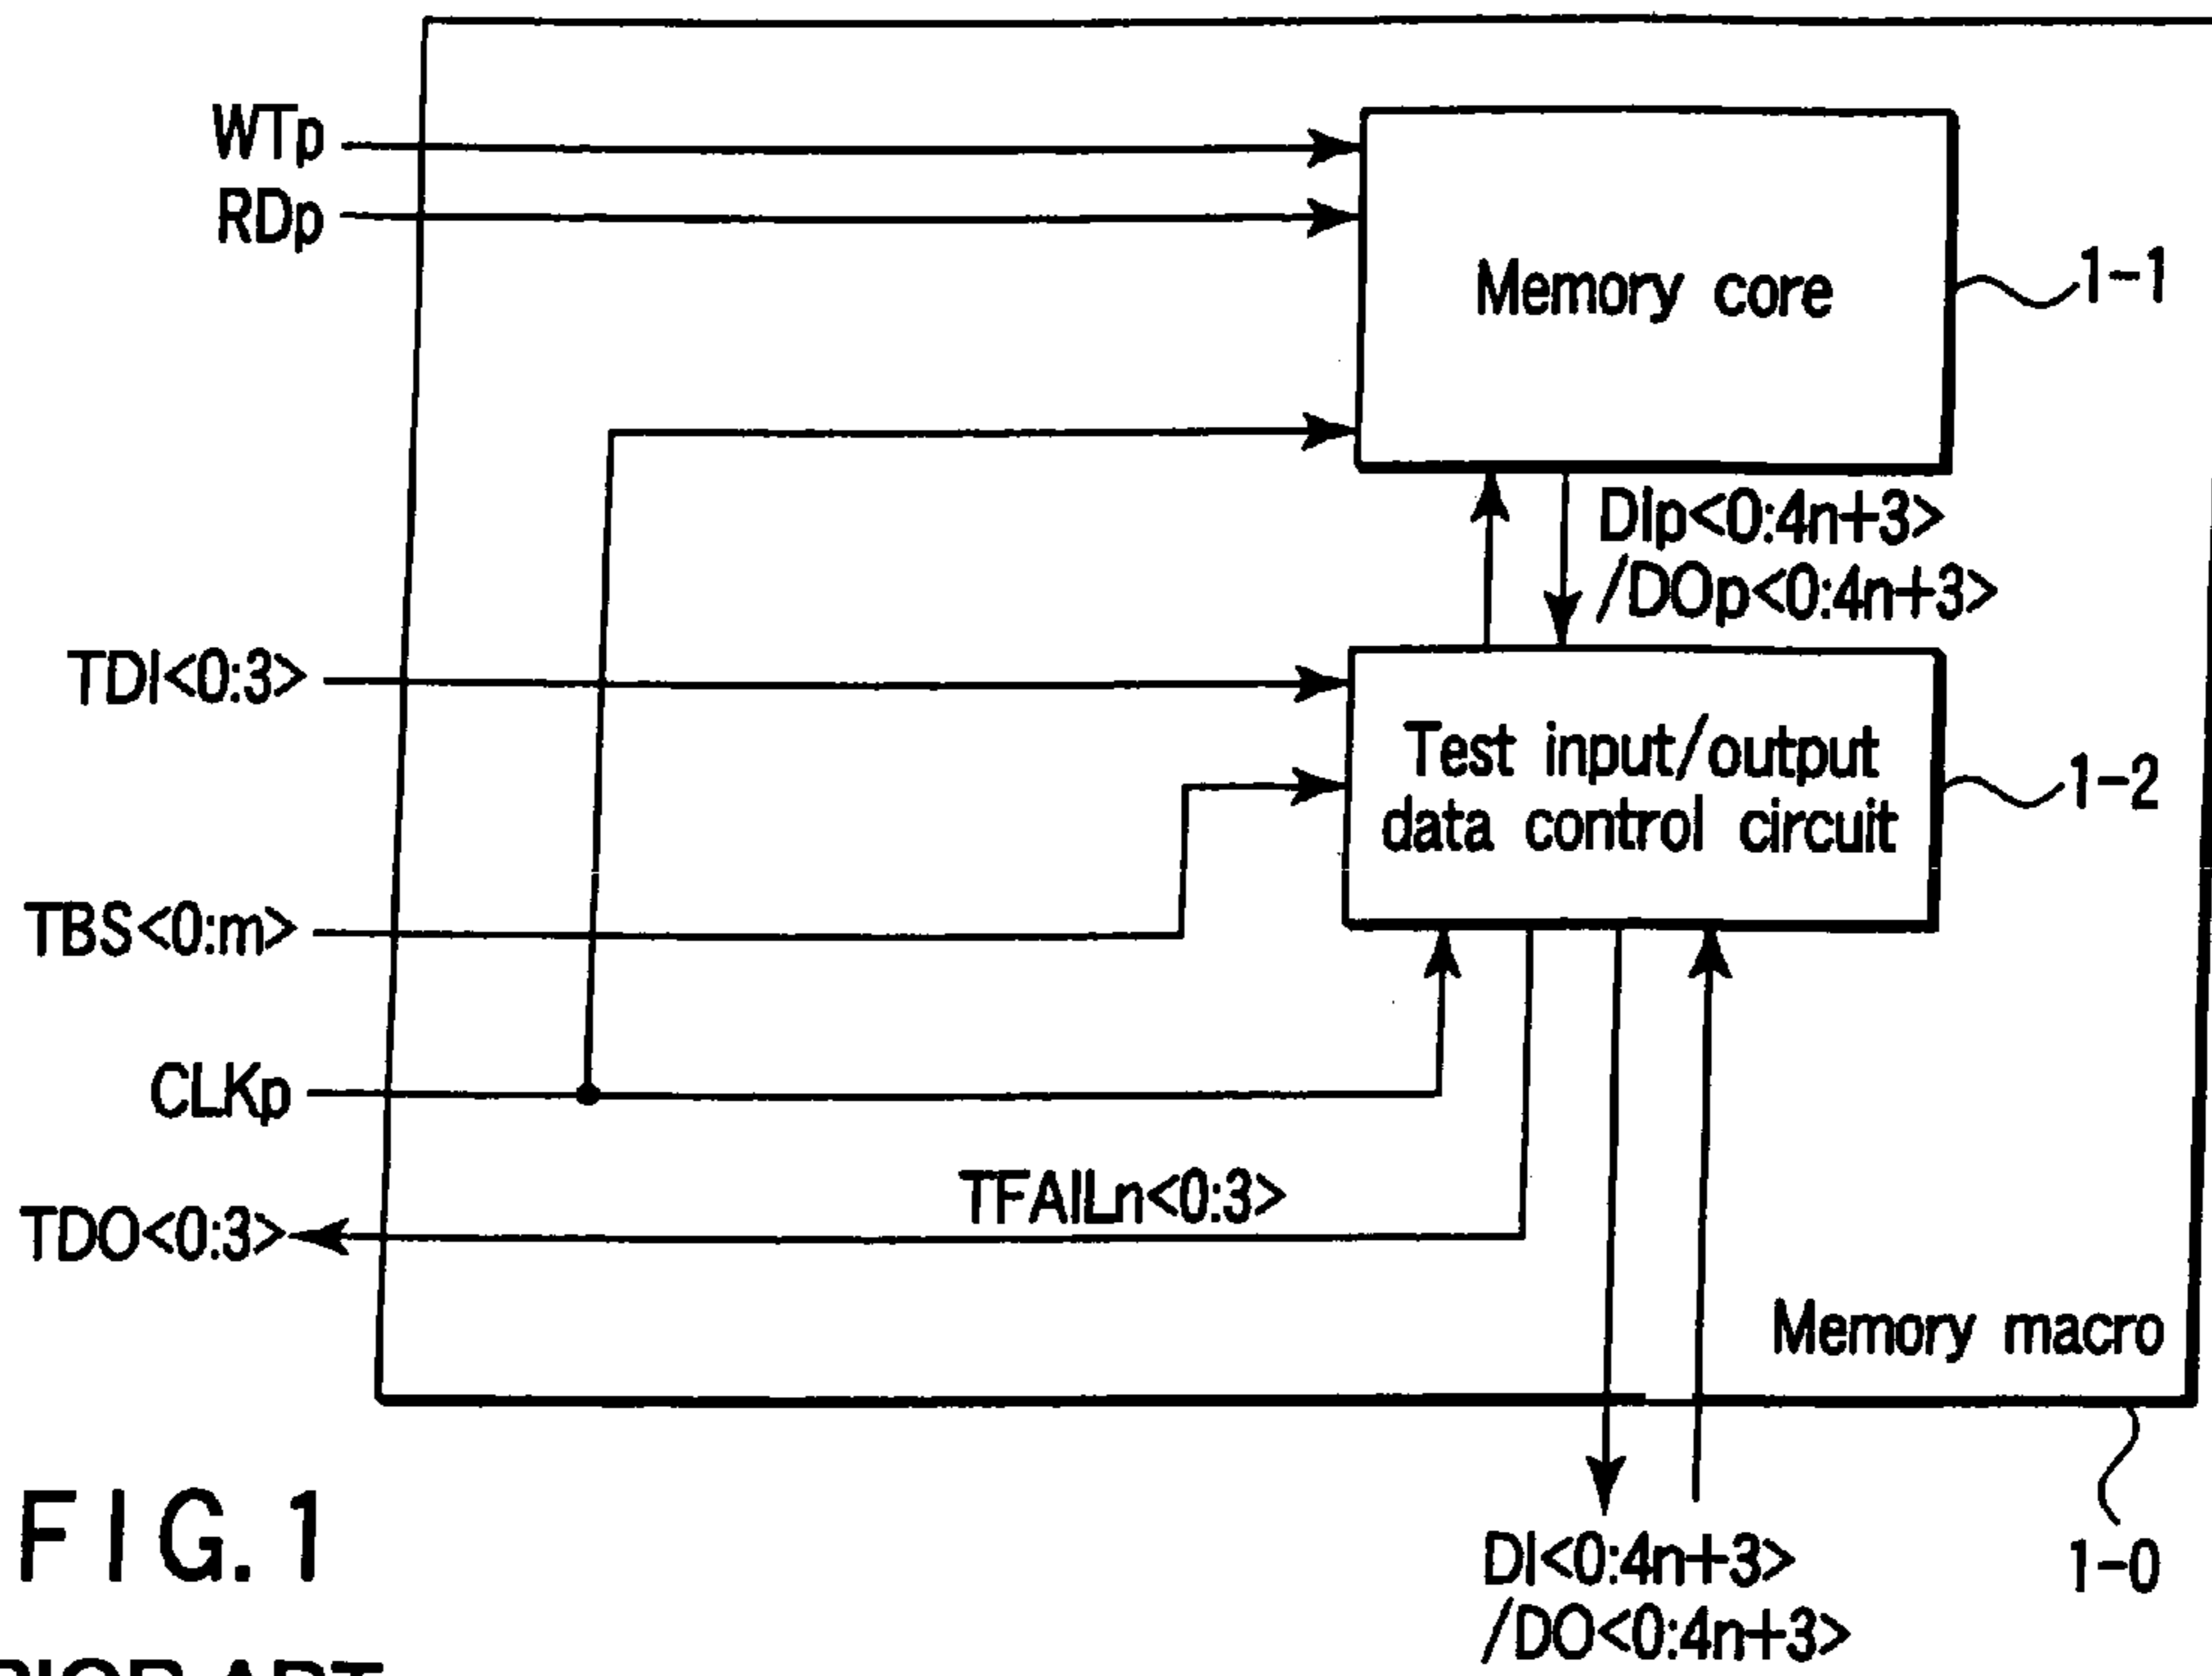 WTp
RDp
Memory core
1-1
DIp<0:4n+3>
/DOp<0:4n+3>
TDI<0:3>
Test input/output
data control circuit
1-2
TBS<0:m>
CLKp
TFAILn<0:3>
TDO<0:3>
Memory macro
1-0
DI<0:4n+3>
/DO<0:4n+3>
FIG. 1